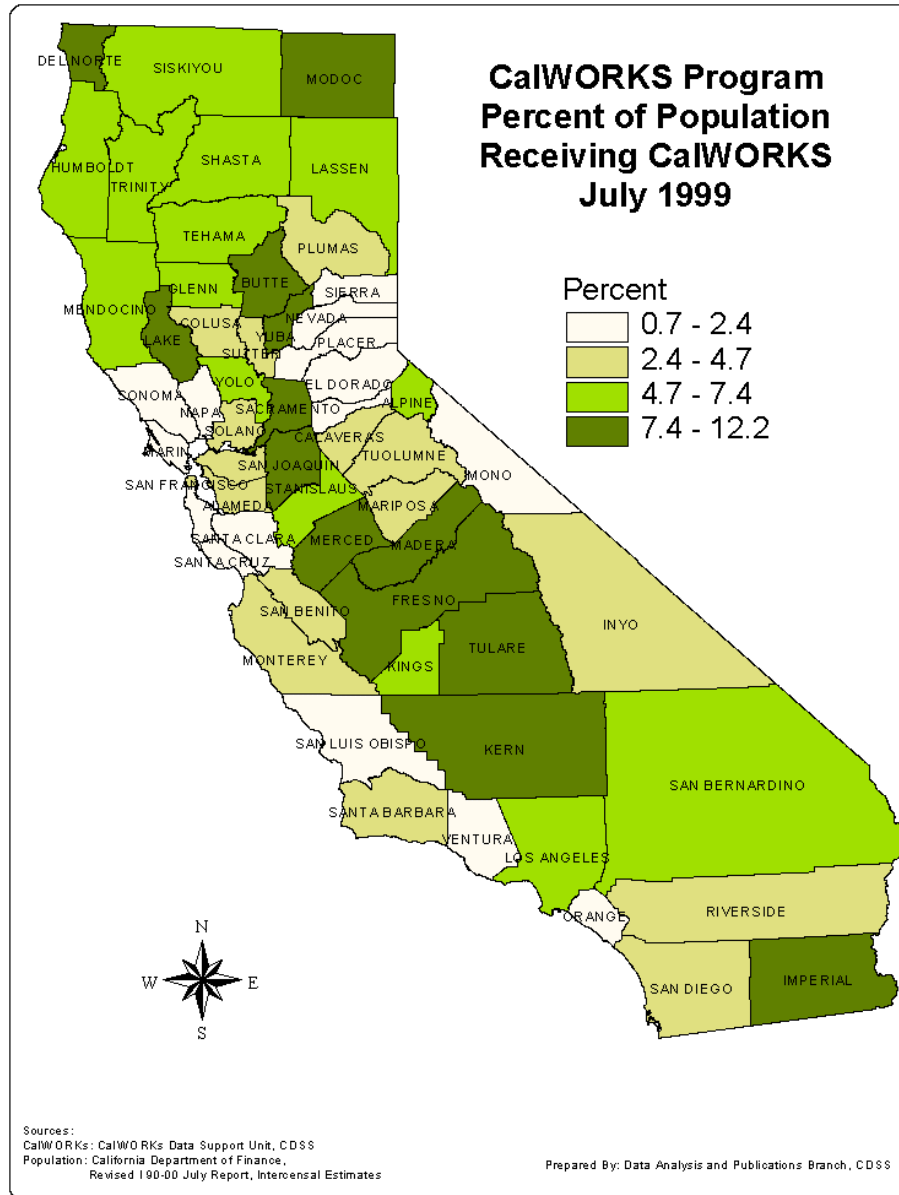 CalWORKS Program
Percent of Population
Receiving CalWORKS
July 1999
Percent
0.7 - 2.4
2.4 - 4.7
4.7 - 7.4
7.4 - 12.2
DEL NORTE
SISKIYOU
MODOC
HUMBOLDT
TRINITY
SHASTA
LASSEN
TEHAMA
PLUMAS
MENDOCINO
GLENN
BUTTE
SIERRA
LAKE
COLUSA
YUBA
NEVADA
SUTTER
PLACER
SONOMA
NAPA
YOLO
SACRAMENTO
EL DORADO
ALPINE
SOLANO
MARIN
CALAVERAS
TUOLUMNE
MONO
SAN FRANCISCO
SAN JOAQUIN
ALAMEDA
STANISLAUS
MARIPOSA
SANTA CLARA
MERCED
MADERA
SANTA CRUZ
SAN BENITO
FRESNO
INYO
MONTEREY
KINGS
TULARE
SAN LUIS OBISPO
KERN
SAN BERNARDINO
SANTA BARBARA
VENTURA
LOS ANGELES
ORANGE
RIVERSIDE
SAN DIEGO
IMPERIAL
N
W E
S
Sources:
CalWORKs: CalWORKs Data Support Unit, CDSS
Population: California Department of Finance,
Revised 190-00 July Report, Intercensal Estimates
Prepared By: Data Analysis and Publications Branch, CDSS